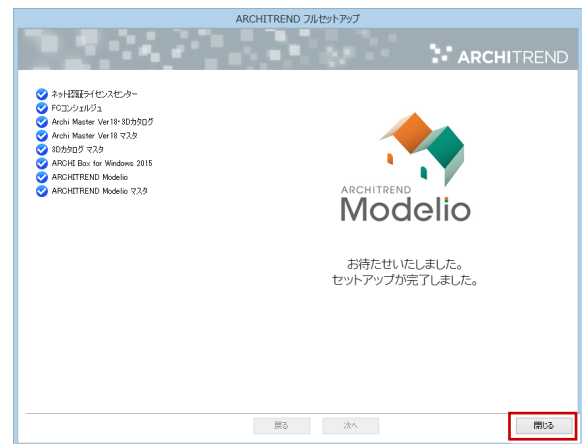 ARCHITREND フルセットアップ
ARCHITREND
ネット認証ライセンスセンター
FCコンシェルジュ
Archi Master Ver18・3Dカタログ
Archi Master Ver18 マスタ
3Dカタログ マスタ
ARCHI Box for Windows 2015
ARCHITREND Modelio
ARCHITREND Modelio マスタ
ARCHITREND
Modelio
お待たせいたしました。
セットアップが完了しました。
戻る
次へ
閉じる